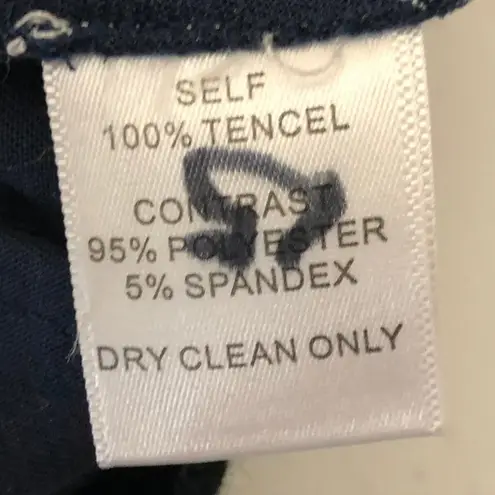 SELF
100% TENCEL
CONTRAST
95% POLYESTER
5% SPANDEX
DRY CLEAN ONLY